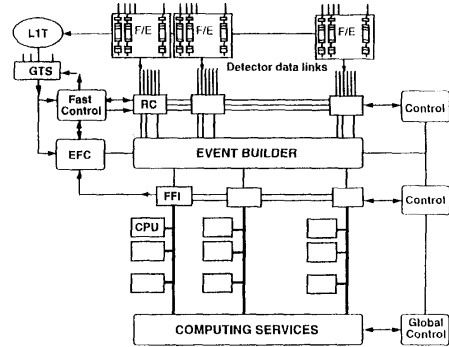 L1T
F/E
F/E
F/E
GTS
Detector data links
Fast
Control
RC
Control
EFC
EVENT BUILDER
FFI
Control
CPU
COMPUTING SERVICES
Global
Control